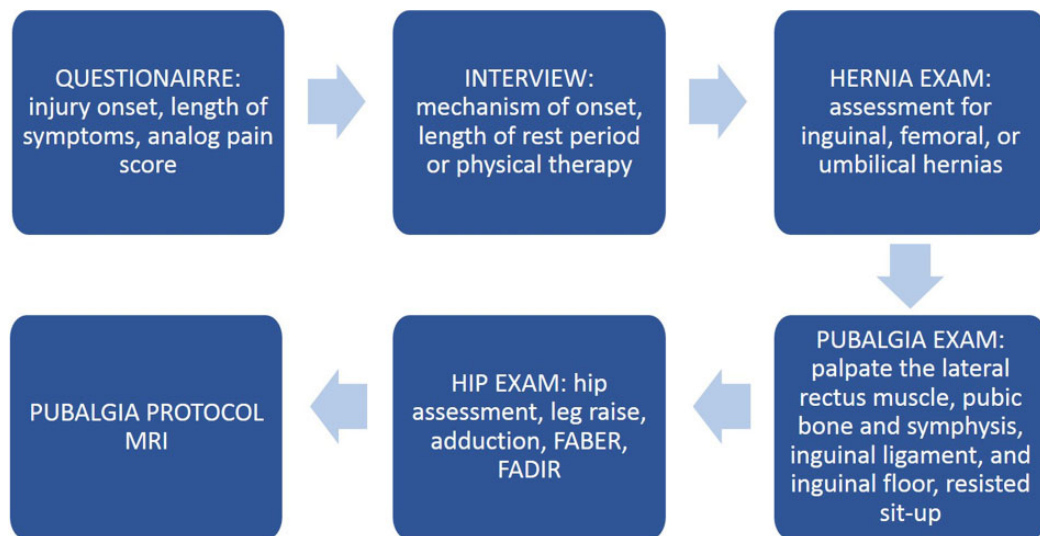 QUESTIONAIRRE:
injury onset, length of
symptoms, analog pain
score
INTERVIEW:
mechanism of onset,
length of rest period
or physical therapy
HERNIA EXAM:
assessment for
inguinal, femoral, or
umbilical hernias
PUBALGIA EXAM:
palpate the lateral
rectus muscle, pubic
bone and symphysis,
inguinal ligament, and
inguinal floor, resisted
sit-up
HIP EXAM: hip
assessment, leg raise,
adduction, FABER,
FADIR
PUBALGIA PROTOCOL
MRI